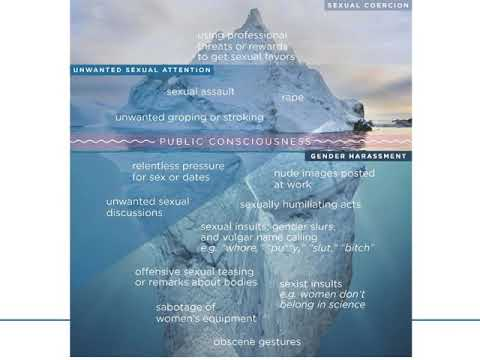 SEXUAL COERCION
using professional
threats or rewards
to get sexual favors
UNWANTED SEXUAL ATTENTION
sexual assault
rape
unwanted groping or stroking
PUBLIC CONSCIOUSNESS
GENDER HARASSMENT
relentless pressure
for sex or dates
nude images posted
at work
unwanted sexual
discussions
sexually humiliating acts
sexual insults, gender slurs,
and vulgar name calling
e.g. "whore," "pu**y," "slut," "bitch"
offensive sexual teasing
or remarks about bodies
sexist insults
e.g. women don't
belong in science
sabotage of
women's equipment
obscene gestures